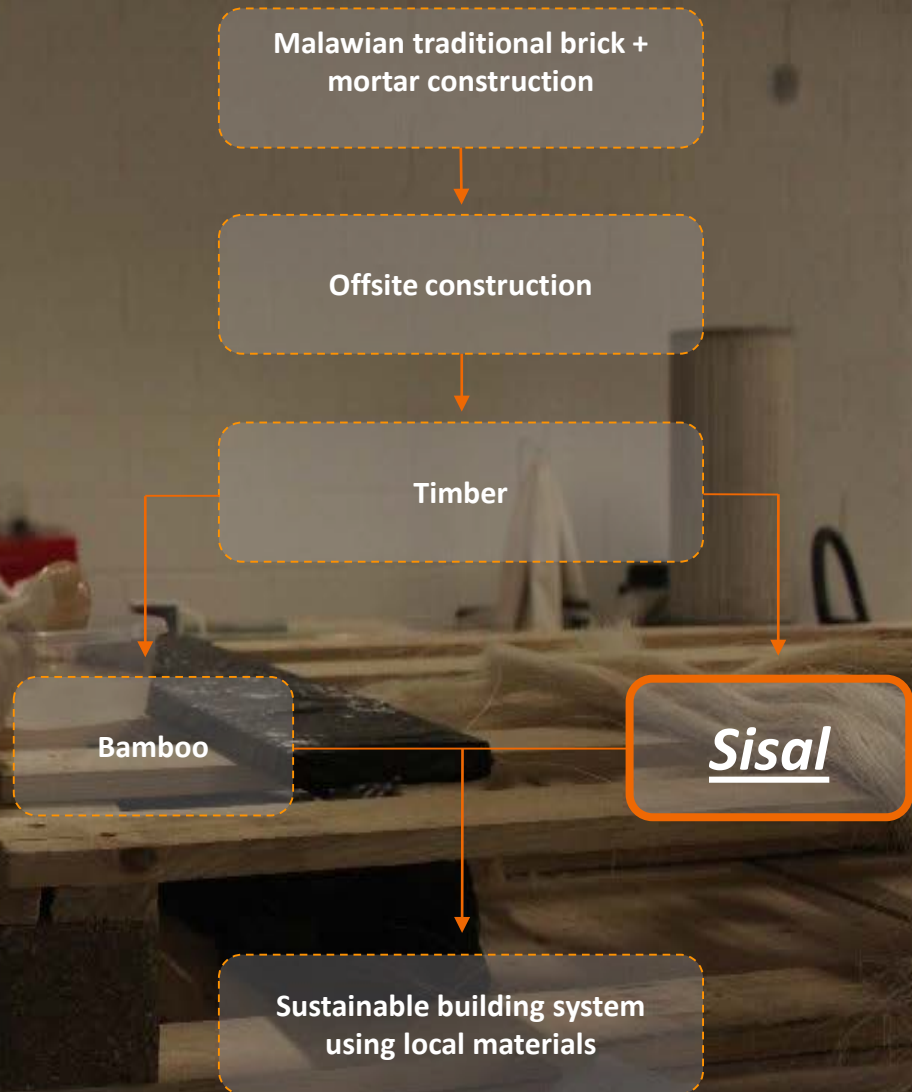 Malawian traditional brick +
mortar construction
Offsite construction
Timber
Bamboo
Sisal
Sustainable building system
using local materials